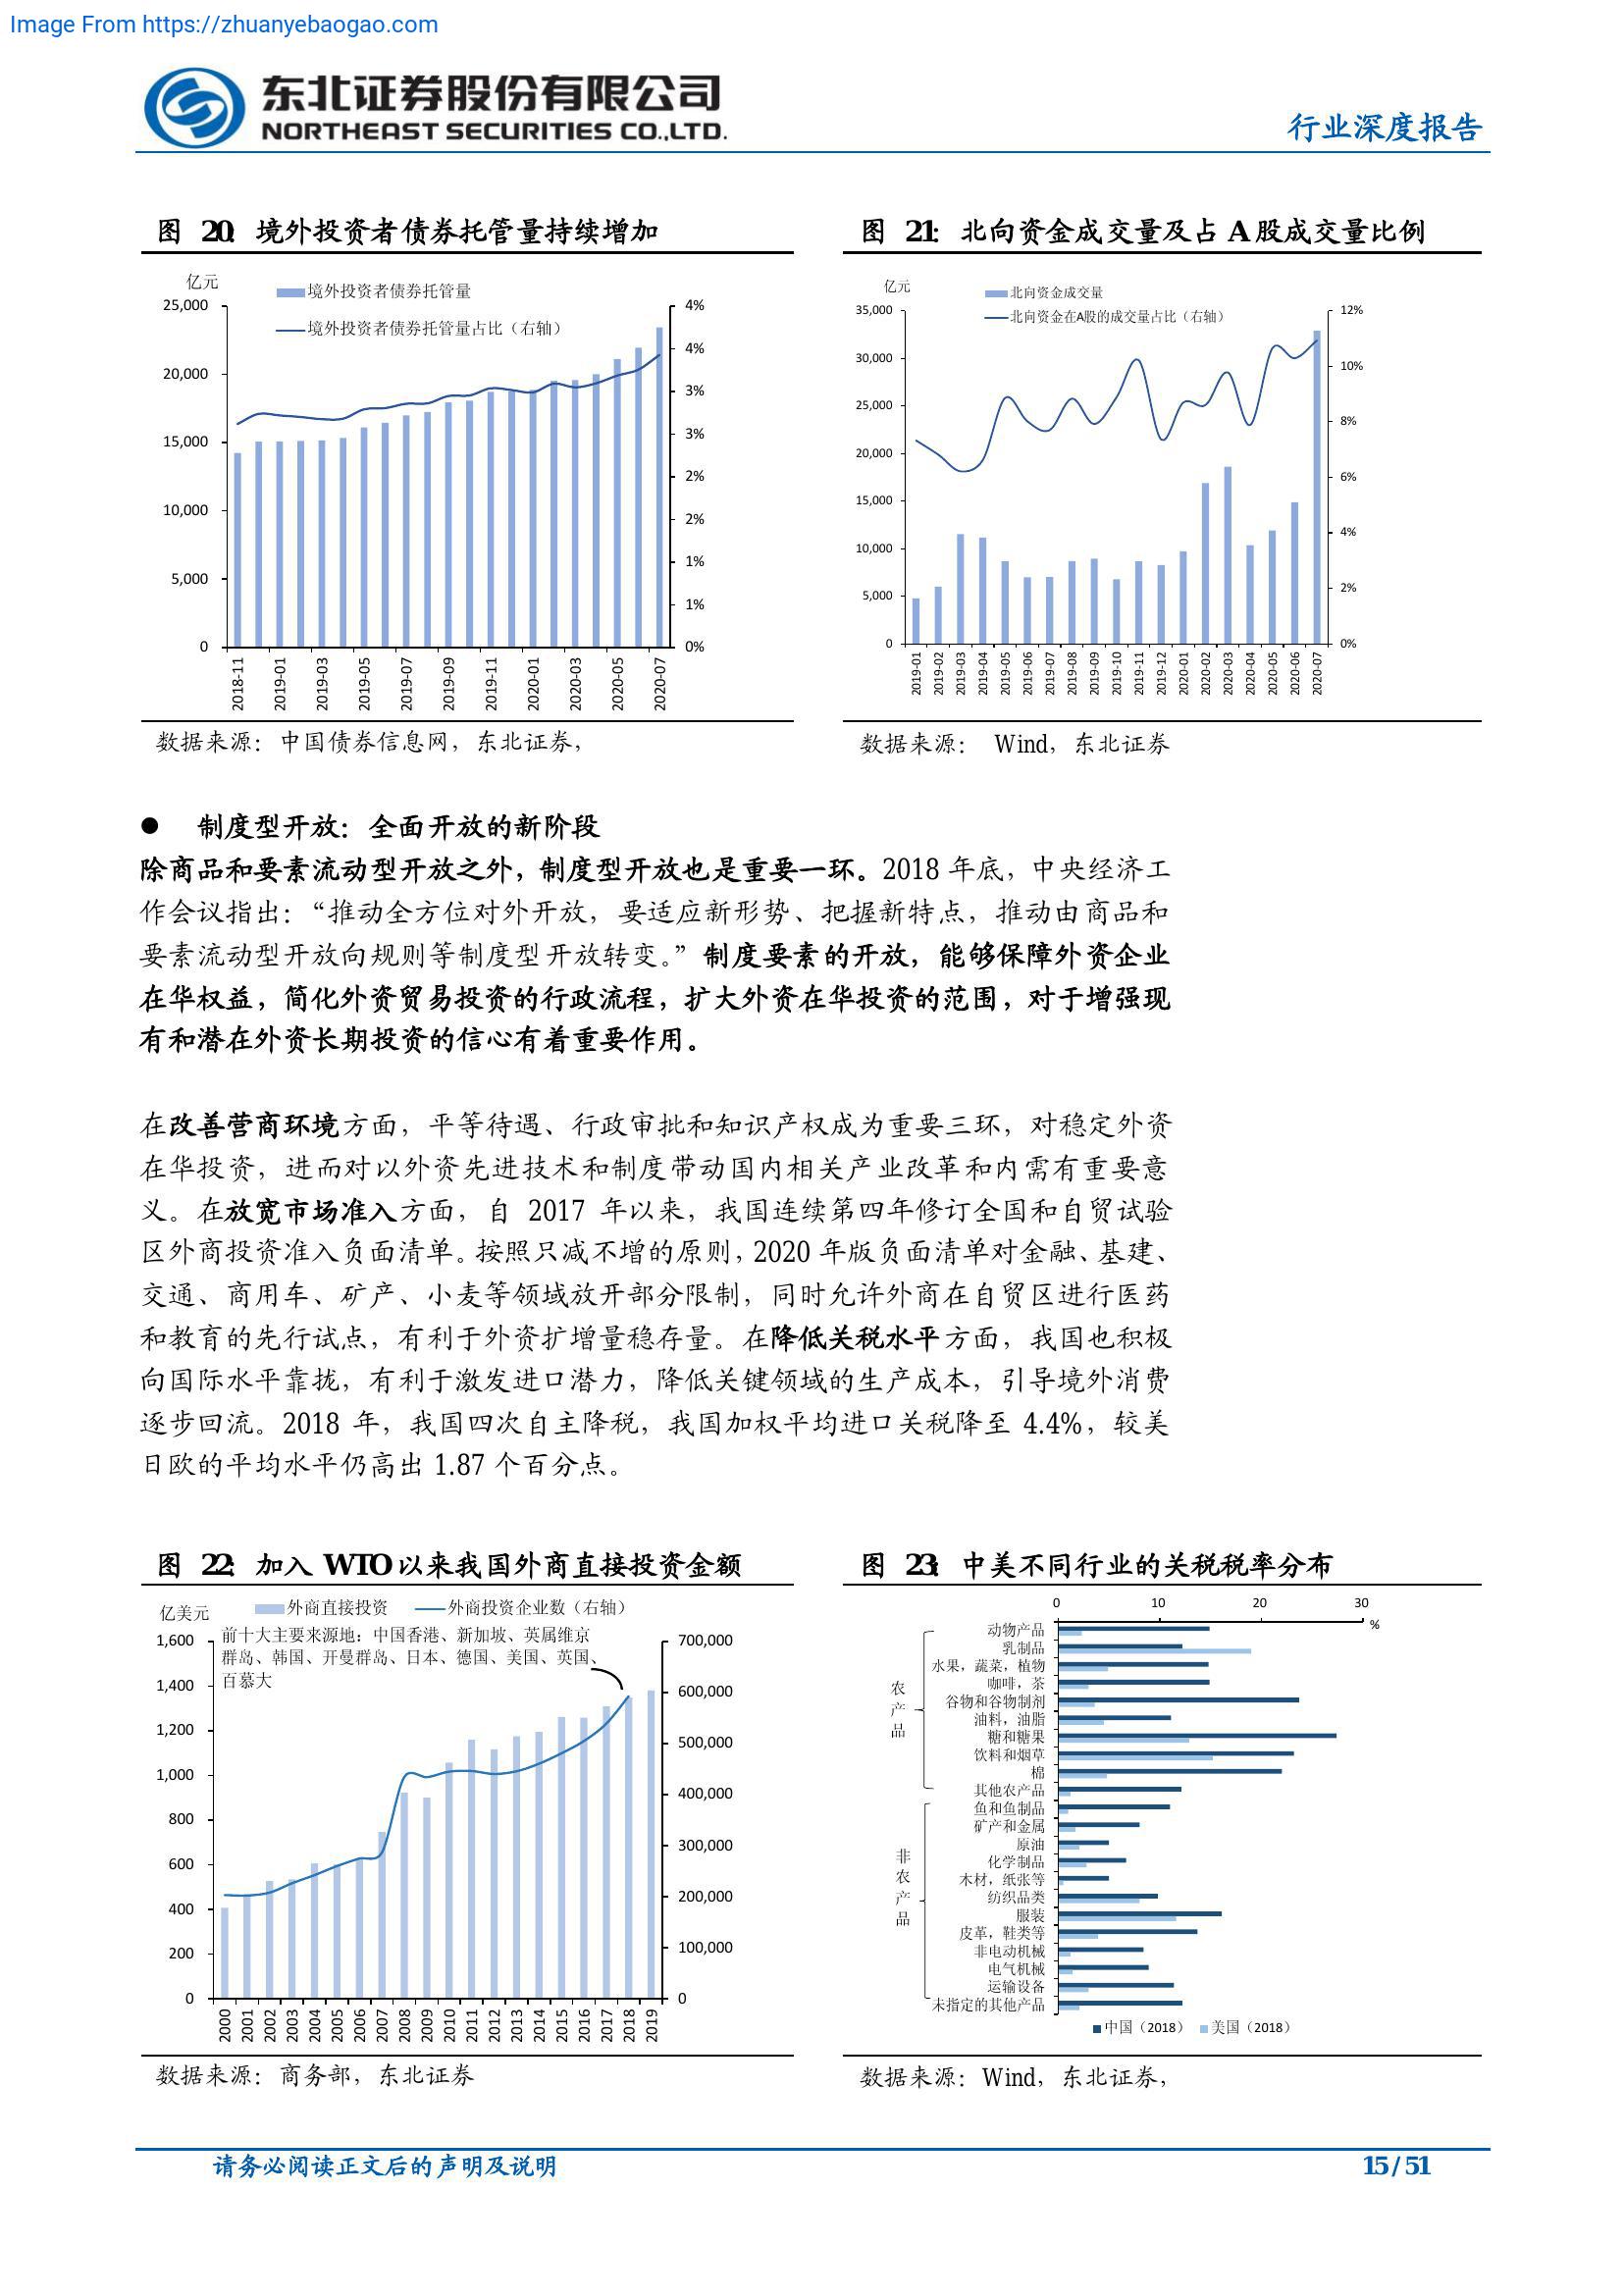 Image From https://zhuanyebaogao.com
东北证券股份有限公司
NORTHEAST SECURITIES CO.,LTD.
行业深度报告
图 20: 境外投资者债券托管量持续增加
亿元
境外投资者债券托管量
境外投资者债券托管量占比（右轴）
25,000
20,000
15,000
10,000
5,000
0
4%
4%
3%
3%
2%
2%
1%
1%
0%
2018-11
2019-01
2019-03
2019-05
2019-07
2019-09
2019-11
2020-01
2020-03
2020-05
2020-07
数据来源：中国债券信息网，东北证券，
图 21: 北向资金成交量及占 A 股成交量比例
亿元
北向资金成交量
北向资金在A股的成交量占比（右轴）
35,000
30,000
25,000
20,000
15,000
10,000
5,000
0
12%
10%
8%
6%
4%
2%
0%
2019-01
2019-02
2019-03
2019-04
2019-05
2019-06
2019-07
2019-08
2019-09
2019-10
2019-11
2019-12
2020-01
2020-02
2020-03
2020-04
2020-05
2020-06
2020-07
数据来源： Wind，东北证券
● 制度型开放：全面开放的新阶段
除商品和要素流动型开放之外，制度型开放也是重要一环。2018 年底，中央经济工
作会议指出：“推动全方位对外开放，要适应新形势、把握新特点，推动由商品和
要素流动型开放向规则等制度型开放转变。”制度要素的开放，能够保障外资企业
在华权益，简化外资贸易投资的行政流程，扩大外资在华投资的范围，对于增强现
有和潜在外资长期投资的信心有着重要作用。
在改善营商环境方面，平等待遇、行政审批和知识产权成为重要三环，对稳定外资
在华投资，进而对以外资先进技术和制度带动国内相关产业改革和内需有重要意
义。在放宽市场准入方面，自 2017 年以来，我国连续第四年修订全国和自贸试验
区外商投资准入负面清单。按照只减不增的原则，2020 年版负面清单对金融、基建、
交通、商用车、矿产、小麦等领域放开部分限制，同时允许外商在自贸区进行医药
和教育的先行试点，有利于外资扩增量稳存量。在降低关税水平方面，我国也积极
向国际水平靠拢，有利于激发进口潜力，降低关键领域的生产成本，引导境外消费
逐步回流。2018 年，我国四次自主降税，我国加权平均进口关税降至 4.4%，较美
日欧的平均水平仍高出 1.87 个百分点。
图 22: 加入 WTO 以来我国外商直接投资金额
亿美元
外商直接投资
外商投资企业数（右轴）
前十大主要来源地：中国香港、新加坡、英属维京
群岛、韩国、开曼群岛、日本、德国、美国、英国、
百慕大
1,600
1,400
1,200
1,000
800
600
400
200
0
700,000
600,000
500,000
400,000
300,000
200,000
100,000
0
2000
2001
2002
2003
2004
2005
2006
2007
2008
2009
2010
2011
2012
2013
2014
2015
2016
2017
2018
2019
数据来源：商务部，东北证券
图 23: 中美不同行业的关税税率分布
0
10
20
30
%
农产品
动物产品
乳制品
水果，蔬菜，植物
咖啡，茶
谷物和谷物制剂
油料，油脂
糖和糖果
饮料和烟草
棉
其他农产品
非农产品
鱼和鱼制品
矿产和金属
原油
化学制品
木材，纸张等
纺织品类
服装
皮革，鞋类等
非电动机械
电气机械
运输设备
未指定的其他产品
中国（2018）
美国（2018）
数据来源：Wind，东北证券，
请务必阅读正文后的声明及说明
15 / 51